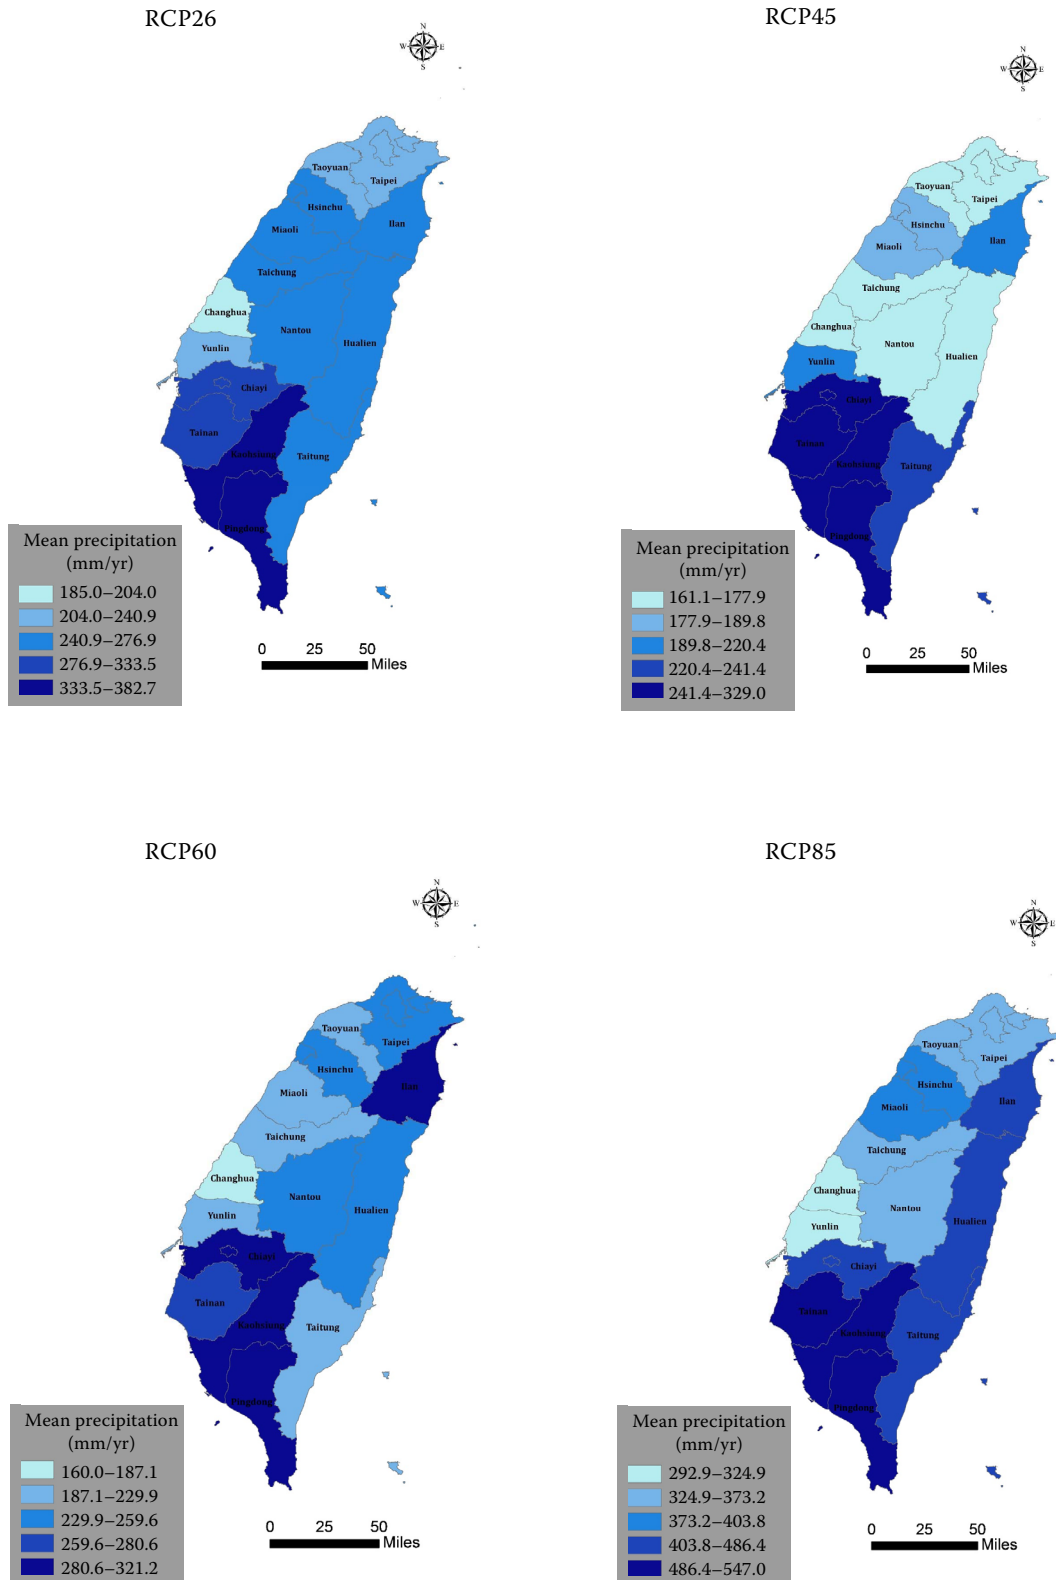 RCP26
N
W E
S
Taoyuan
Taipei
Hsinchu
Ilan
Miaoli
Taichung
Changhua
Nantou
Yunlin
Hualien
Chiayi
Tainan
Kaohsiung
Taitung
Pingdong
Mean precipitation
(mm/yr)
185.0–204.0
204.0–240.9
240.9–276.9
276.9–333.5
333.5–382.7
0 25 50
Miles
RCP45
N
W E
S
Taoyuan
Taipei
Hsinchu
Ilan
Miaoli
Taichung
Changhua
Nantou
Yunlin
Hualien
Chiayi
Tainan
Kaohsiung
Taitung
Pingdong
Mean precipitation
(mm/yr)
161.1–177.9
177.9–189.8
189.8–220.4
220.4–241.4
241.4–329.0
0 25 50
Miles
RCP60
N
W E
S
Taoyuan
Taipei
Hsinchu
Ilan
Miaoli
Taichung
Changhua
Nantou
Yunlin
Hualien
Chiayi
Tainan
Kaohsiung
Taitung
Pingdong
Mean precipitation
(mm/yr)
160.0–187.1
187.1–229.9
229.9–259.6
259.6–280.6
280.6–321.2
0 25 50
Miles
RCP85
N
W E
S
Taoyuan
Taipei
Hsinchu
Ilan
Miaoli
Taichung
Changhua
Nantou
Yunlin
Hualien
Chiayi
Tainan
Kaohsiung
Taitung
Pingdong
Mean precipitation
(mm/yr)
292.9–324.9
324.9–373.2
373.2–403.8
403.8–486.4
486.4–547.0
0 25 50
Miles